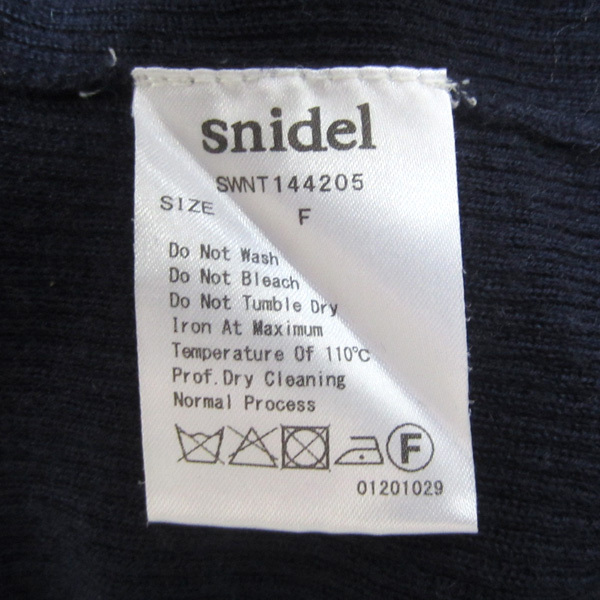 snidel
SWNT144205
SIZE F
Do Not Wash
Do Not Bleach
Do Not Tumble Dry
Iron At Maximum
Temperature Of 110℃
Prof.Dry Cleaning
Normal Process
F
01201029